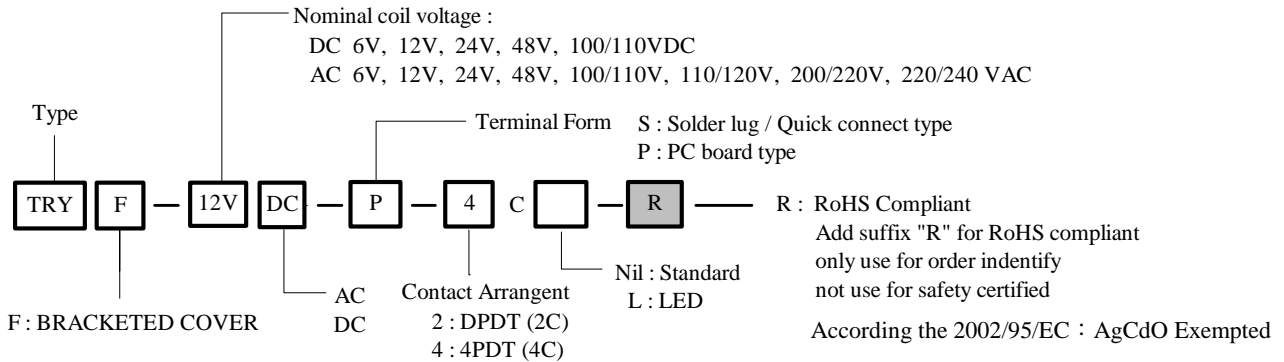 Nominal coil voltage :
DC 6V, 12V, 24V, 48V, 100/110VDC
AC 6V, 12V, 24V, 48V, 100/110V, 110/120V, 200/220V, 220/240 VAC
Type
Terminal Form
S : Solder lug / Quick connect type
P : PC board type
TRY F — 12V DC — P — 4 C — R
R : RoHS Compliant
Add suffix "R" for RoHS compliant
only use for order indentify
not use for safety certified
According the 2002/95/EC : AgCdO Exempted
F : BRACKETED COVER
AC
DC
Contact Arrangent
2 : DPDT (2C)
4 : 4PDT (4C)
Nil : Standard
L : LED